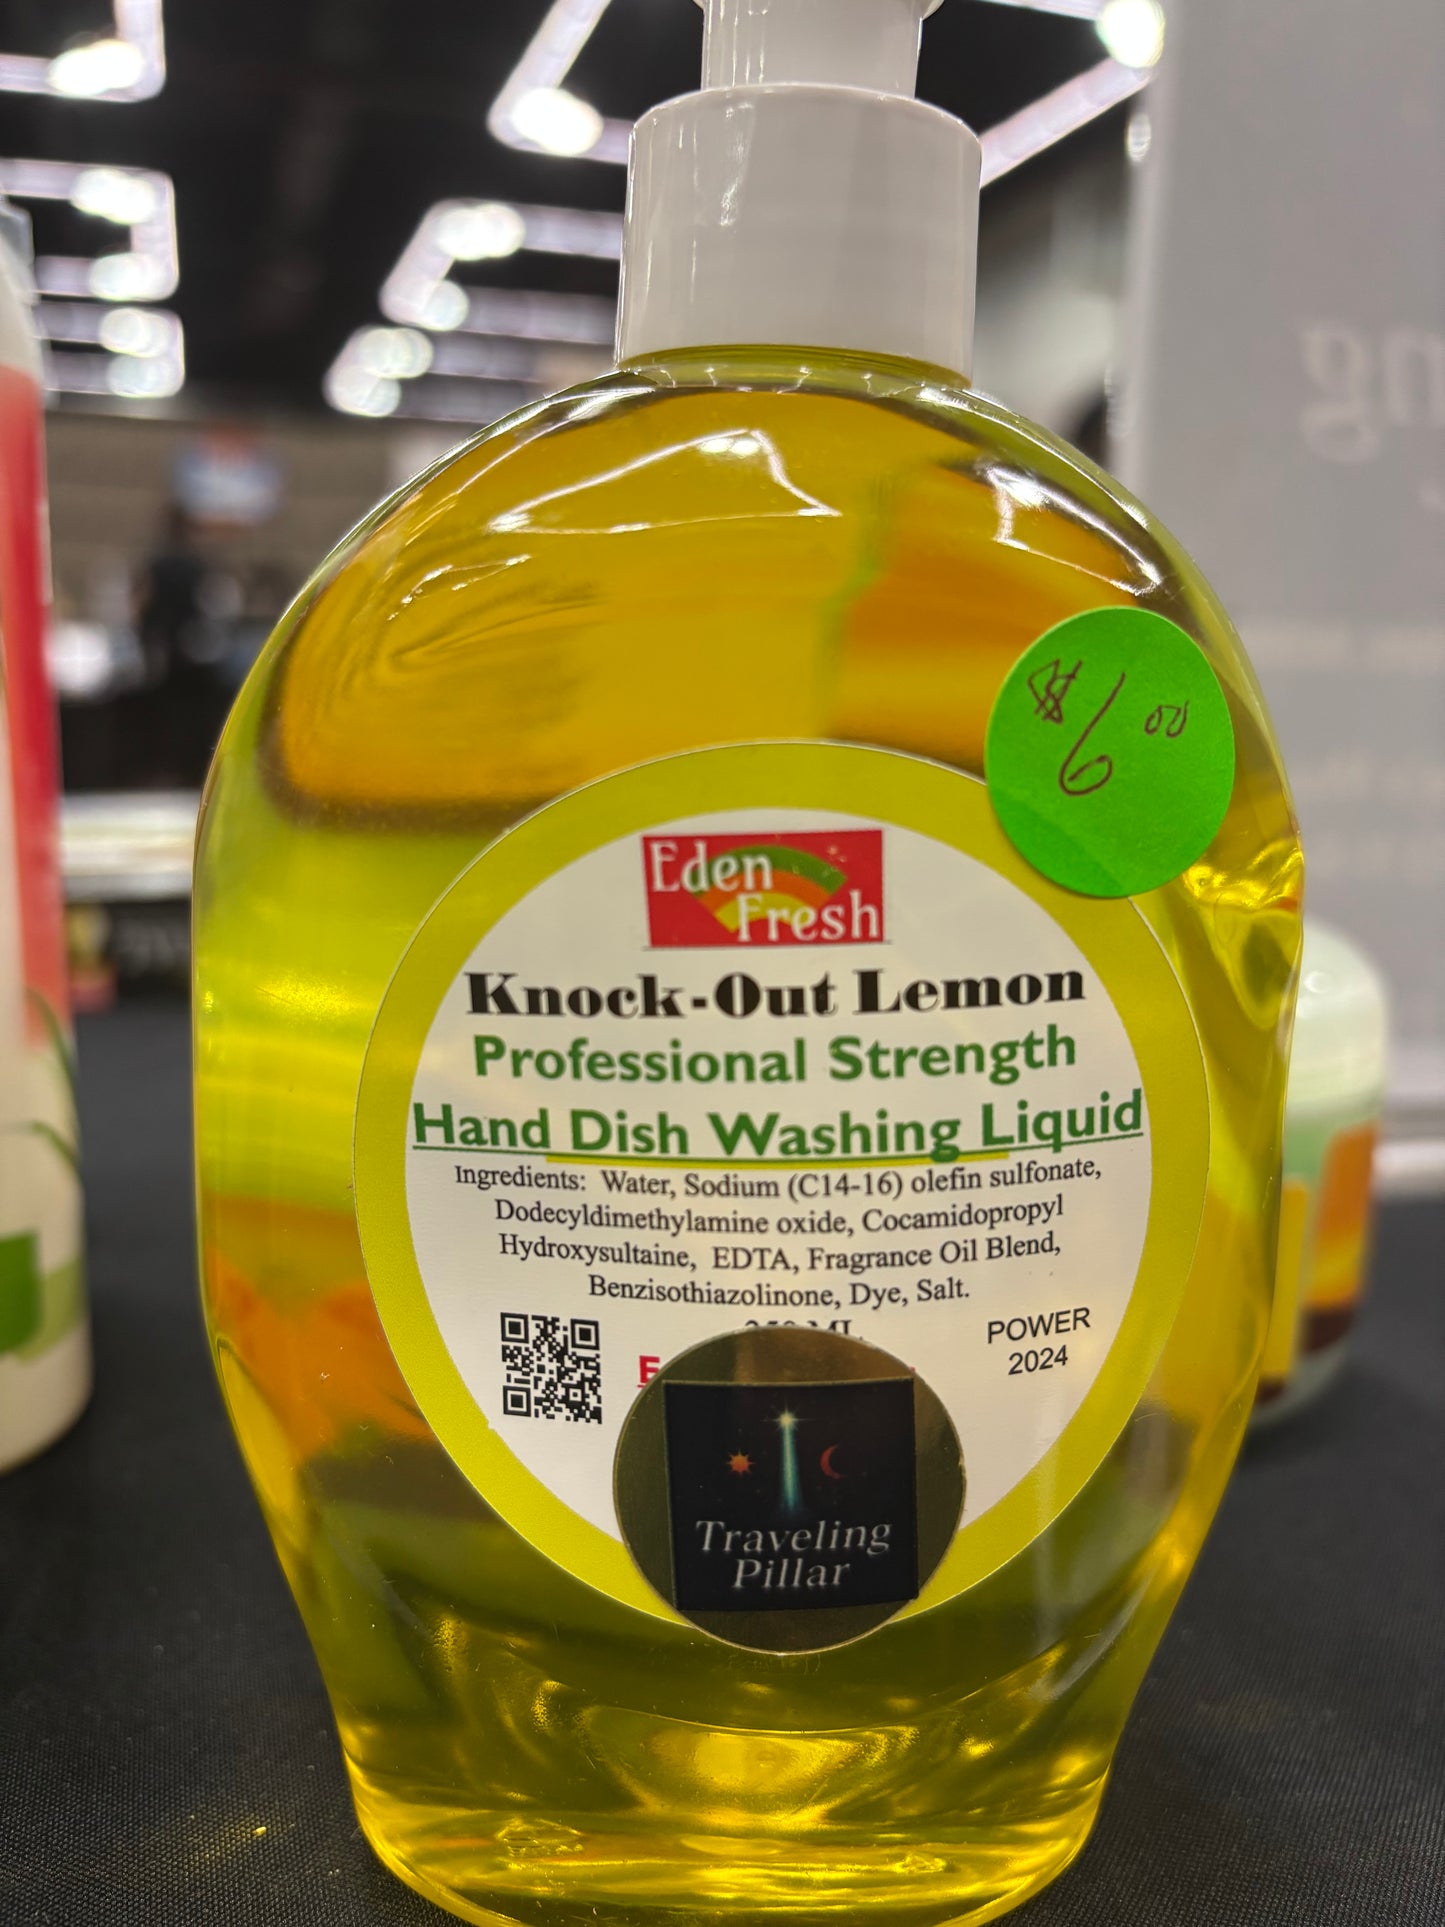 $6.00
Eden
Fresh
Knock-Out Lemon
Professional Strength
Hand Dish Washing Liquid
Ingredients: Water, Sodium (C14-16) olefin sulfonate,
Dodecyldimethylamine oxide, Cocamidopropyl
Hydroxysultaine, EDTA, Fragrance Oil Blend,
Benzisothiazolinone, Dye, Salt.
ML
POWER
2024
Traveling
Pillar